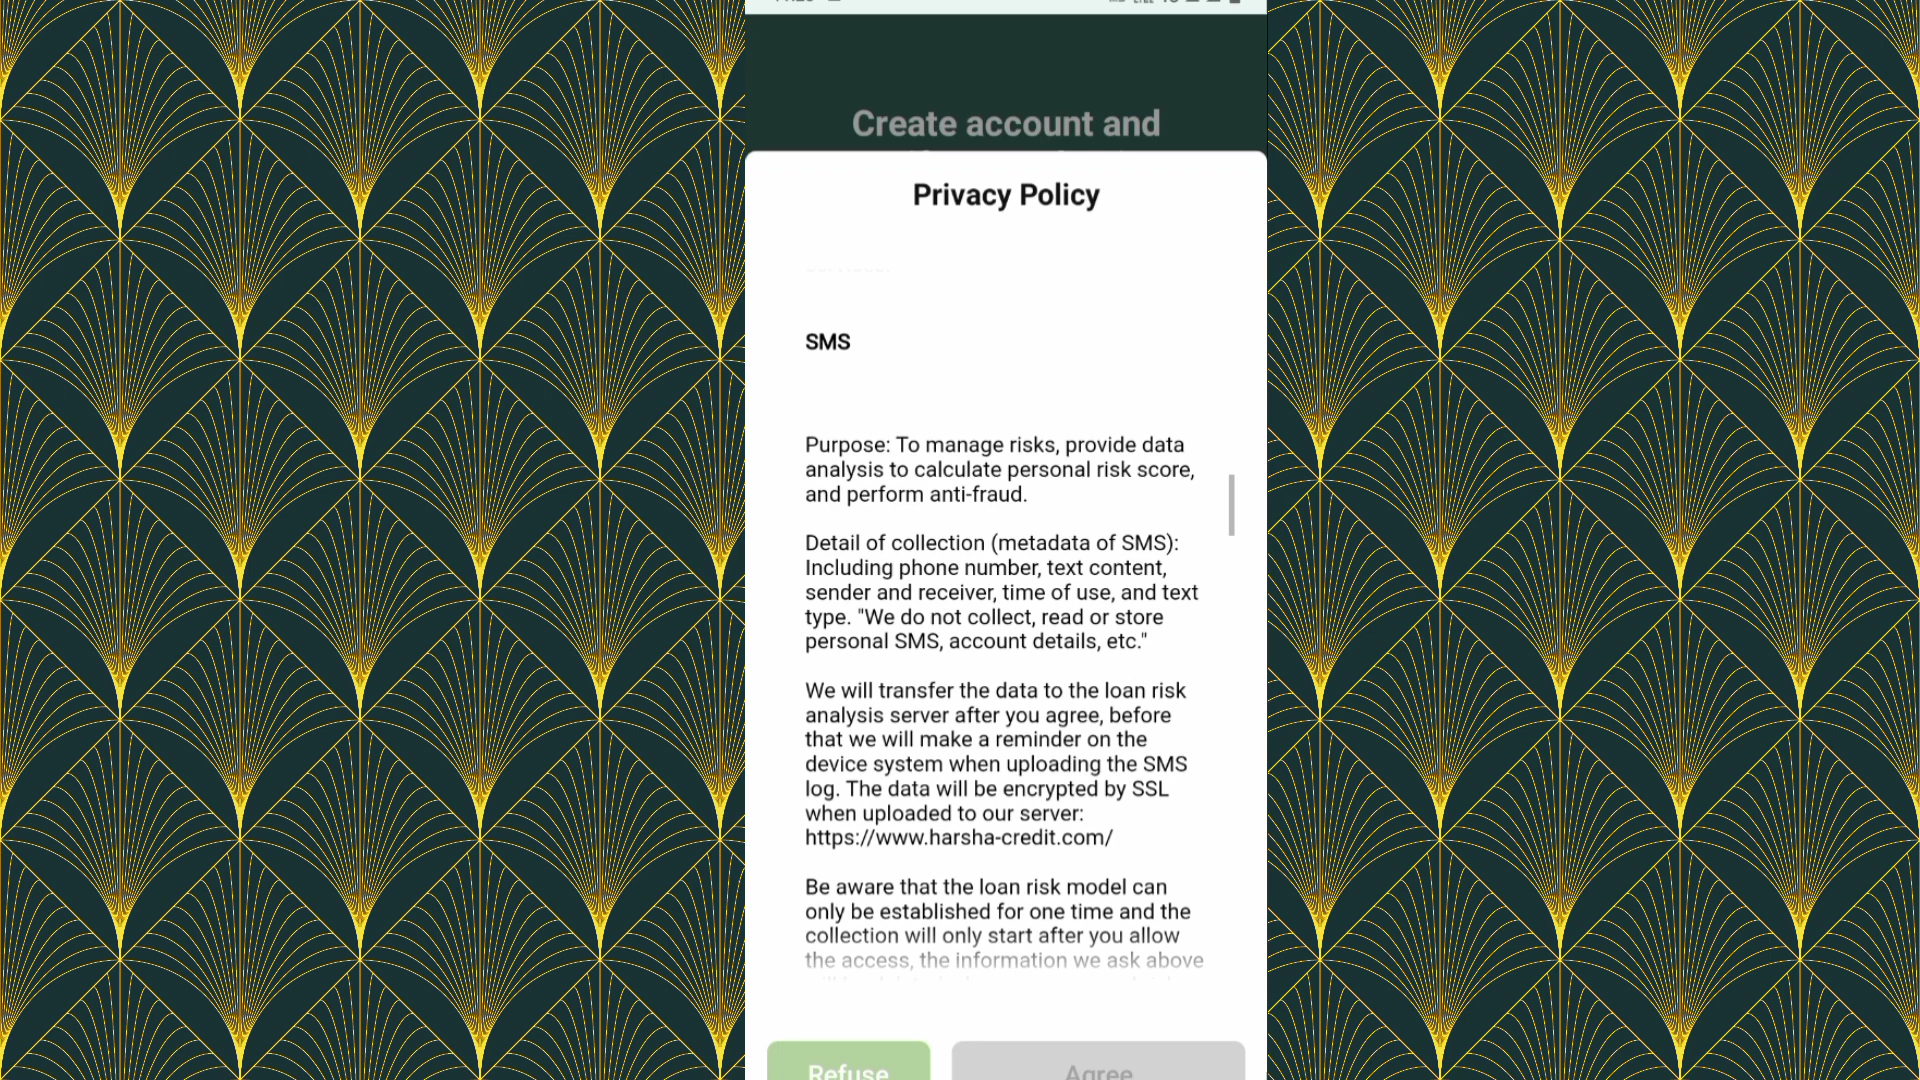 Create account and
Privacy Policy
SMS
Purpose: To manage risks, provide data
analysis to calculate personal risk score,
and perform anti-fraud.
Detail of collection (metadata of SMS):
Including phone number, text content,
sender and receiver, time of use, and text
type. "We do not collect, read or store
personal SMS, account details, etc."
We will transfer the data to the loan risk
analysis server after you agree, before
that we will make a reminder on the
device system when uploading the SMS
log. The data will be encrypted by SSL
when uploaded to our server:
https://www.harsha-credit.com/
Be aware that the loan risk model can
only be established for one time and the
collection will only start after you allow
the access, the information we ask above
Refuse
Agree